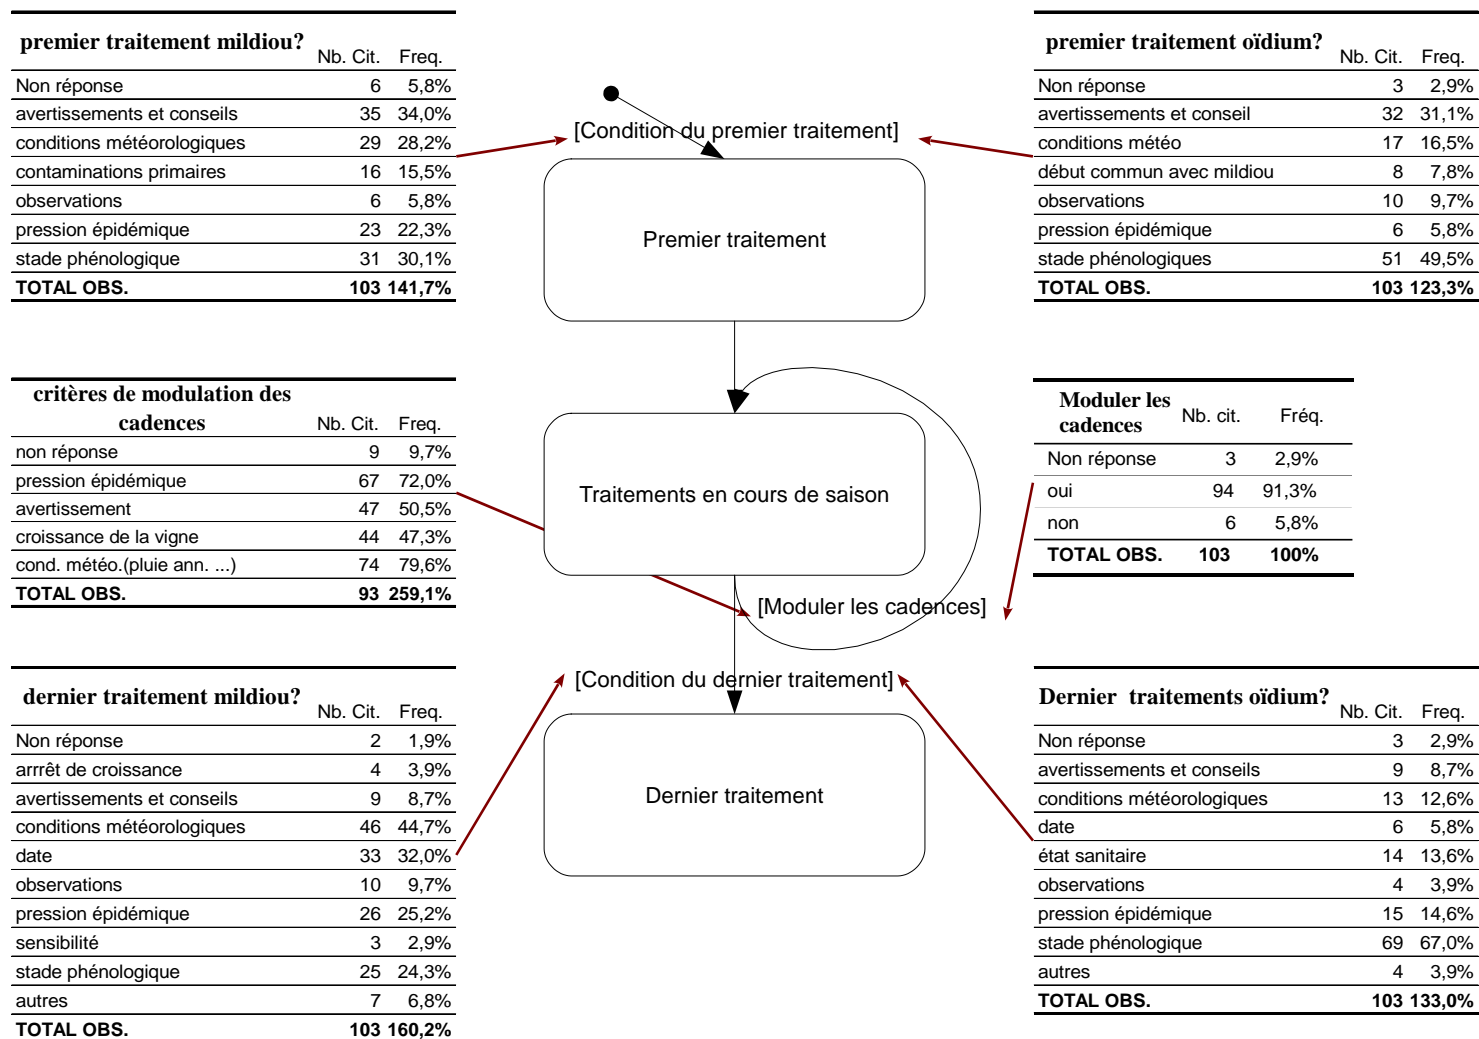 premier traitement mildiou? Nb. Cit. Freq.
Non réponse 6 5,8%
avertissements et conseils 35 34,0%
conditions météorologiques 29 28,2%
contaminations primaires 16 15,5%
observations 6 5,8%
pression épidémique 23 22,3%
stade phénologique 31 30,1%
TOTAL OBS. 103 141,7%
[Condition du premier traitement]
Premier traitement
premier traitement oïdium? Nb. Cit. Freq.
Non réponse 3 2,9%
avertissements et conseil 32 31,1%
conditions météo 17 16,5%
début commun avec mildiou 8 7,8%
observations 10 9,7%
pression épidémique 6 5,8%
stade phénologiques 51 49,5%
TOTAL OBS. 103 123,3%
critères de modulation des
cadences Nb. Cit. Freq.
non réponse 9 9,7%
pression épidémique 67 72,0%
avertissement 47 50,5%
croissance de la vigne 44 47,3%
cond. météo.(pluie ann. ...) 74 79,6%
TOTAL OBS. 93 259,1%
Traitements en cours de saison
[Moduler les cadences]
Moduler les
cadences Nb. cit. Fréq.
Non réponse 3 2,9%
oui 94 91,3%
non 6 5,8%
TOTAL OBS. 103 100%
dernier traitement mildiou? Nb. Cit. Freq.
Non réponse 2 1,9%
arrrêt de croissance 4 3,9%
avertissements et conseils 9 8,7%
conditions météorologiques 46 44,7%
date 33 32,0%
observations 10 9,7%
pression épidémique 26 25,2%
sensibilité 3 2,9%
stade phénologique 25 24,3%
autres 7 6,8%
TOTAL OBS. 103 160,2%
[Condition du dernier traitement]
Dernier traitement
Dernier traitements oïdium? Nb. Cit. Freq.
Non réponse 3 2,9%
avertissements et conseils 9 8,7%
conditions météorologiques 13 12,6%
date 6 5,8%
état sanitaire 14 13,6%
observations 4 3,9%
pression épidémique 15 14,6%
stade phénologique 69 67,0%
autres 4 3,9%
TOTAL OBS. 103 133,0%